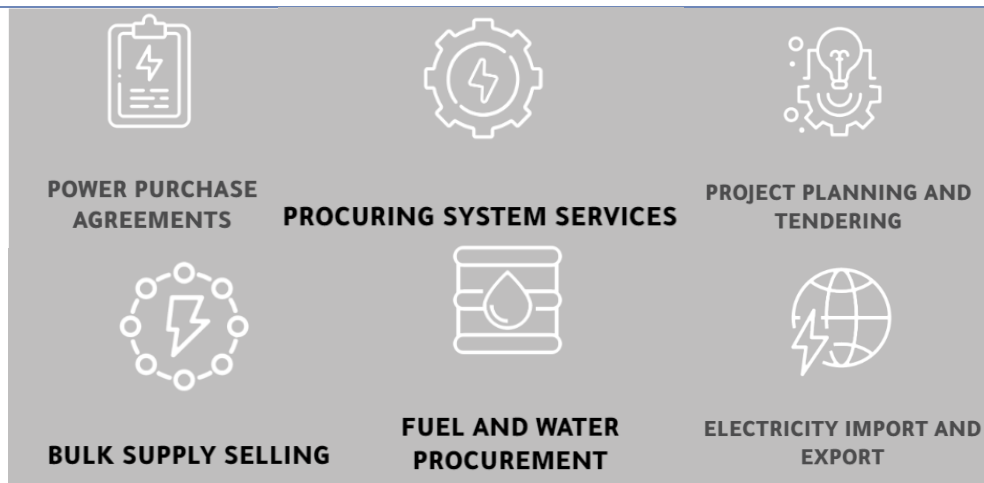 POWER PURCHASE
AGREEMENTS
PROCURING SYSTEM SERVICES
PROJECT PLANNING AND
TENDERING
BULK SUPPLY SELLING
FUEL AND WATER
PROCUREMENT
ELECTRICITY IMPORT AND
EXPORT